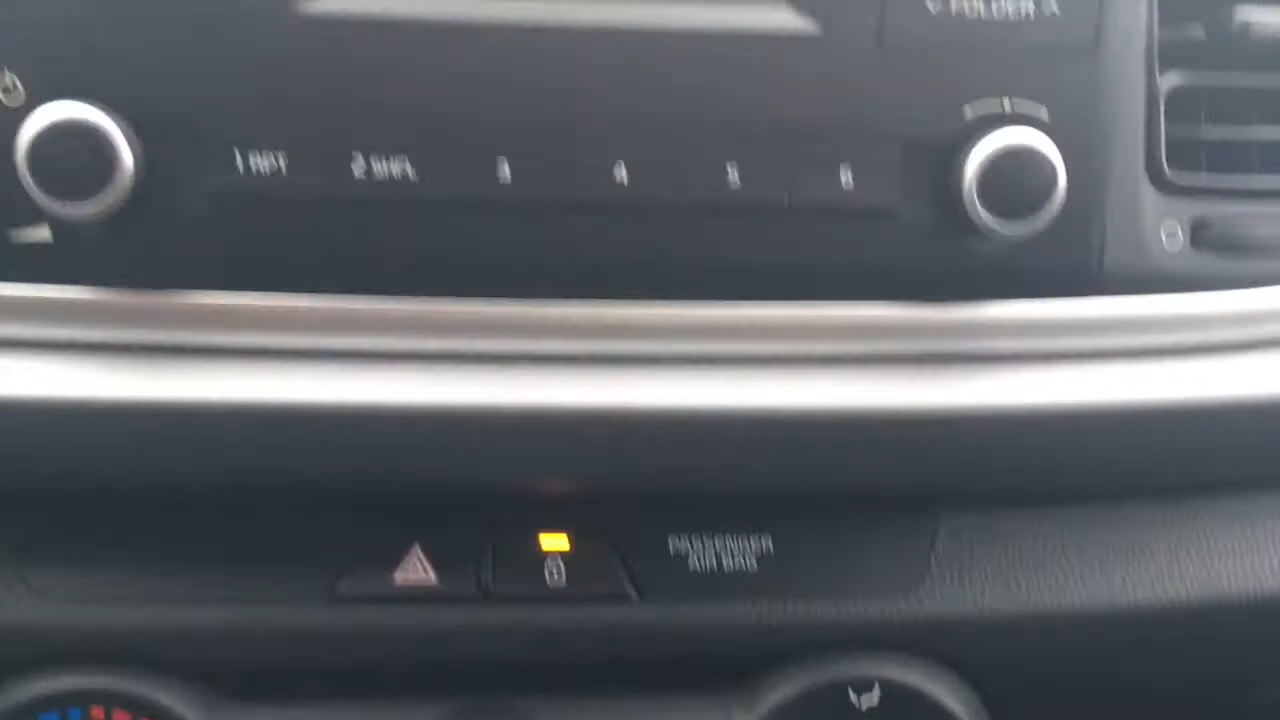 ∨ FOLDER ∧
1 RPT 2 SHFL 3 4 5 6
PASSENGER
AIR BAG